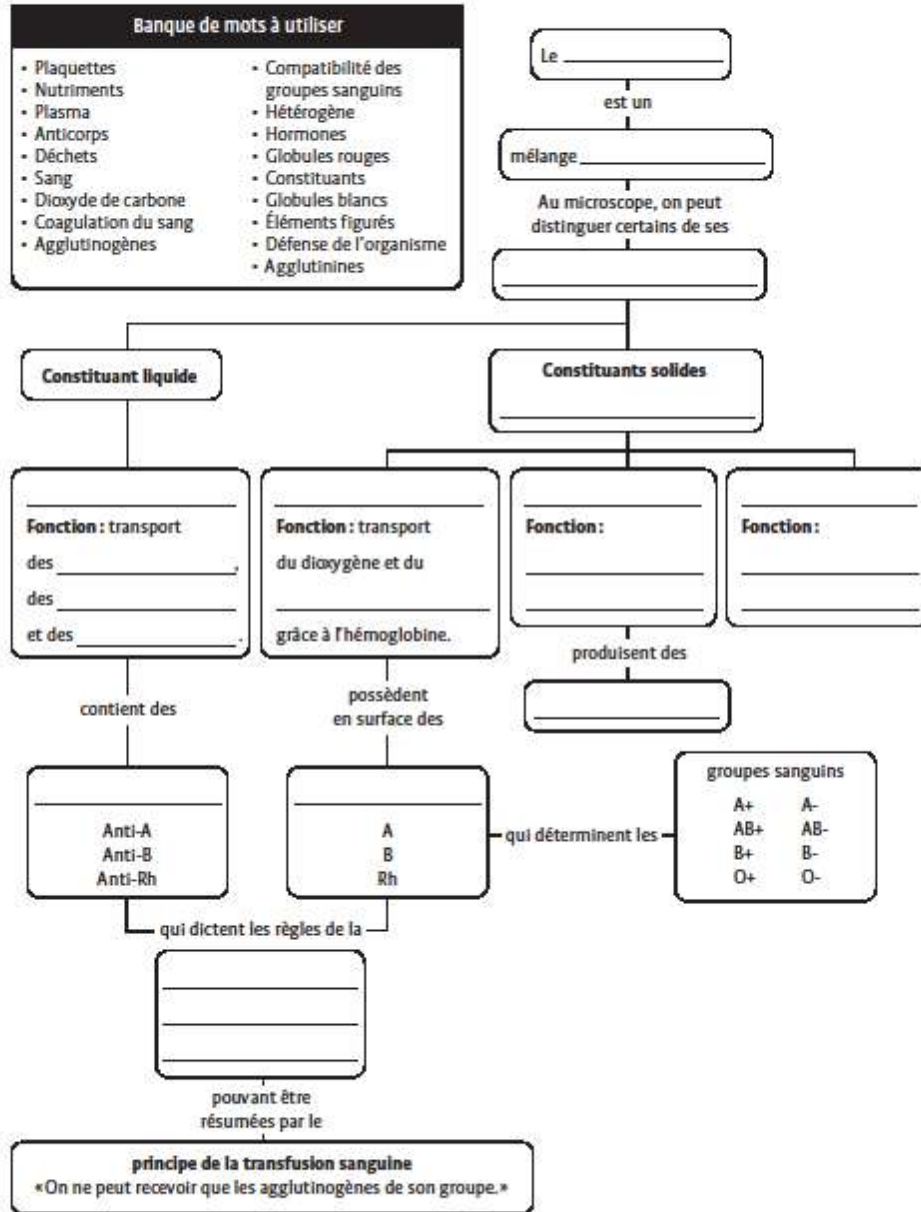 Banque de mots à utiliser
• Plaquettes
• Nutriments
• Plasma
• Anticorps
• Déchets
• Sang
• Dioxyde de carbone
• Coagulation du sang
• Agglutinogènes
• Compatibilité des
groupes sanguins
• Hétérogène
• Hormones
• Globules rouges
• Constituants
• Globules blancs
• Éléments figurés
• Défense de l'organisme
• Agglutinines
Le
est un
mélange
Au microscope, on peut
distinguer certains de ses
Constituant liquide
Constituants solides
Fonction : transport
des ,
des
et des .
Fonction : transport
du dioxygène et du
grâce à l'hémoglobine.
Fonction :
Fonction :
produisent des
contient des
possèdent
en surface des
Anti-A
Anti-B
Anti-Rh
A
B
Rh
qui déterminent les
groupes sanguins
A+ A-
AB+ AB-
B+ B-
O+ O-
qui dictent les règles de la
pouvant être
résumées par le
principe de la transfusion sanguine
«On ne peut recevoir que les agglutinogènes de son groupe.»